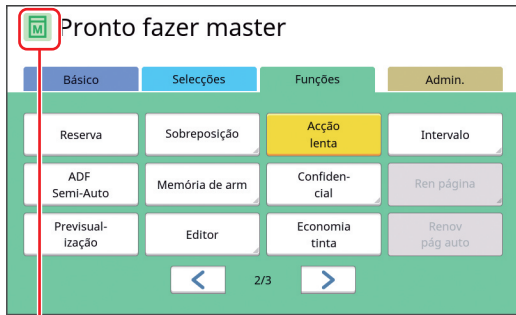 M Pronto fazer master
Básico Selecções Funções Admin.
Reserva Sobreposição Acção lenta Intervalo
ADF Semi-Auto Memória de arm Confiden-cial Ren página
Previsual-ização Editor Economia tinta Renov pág auto
2/3